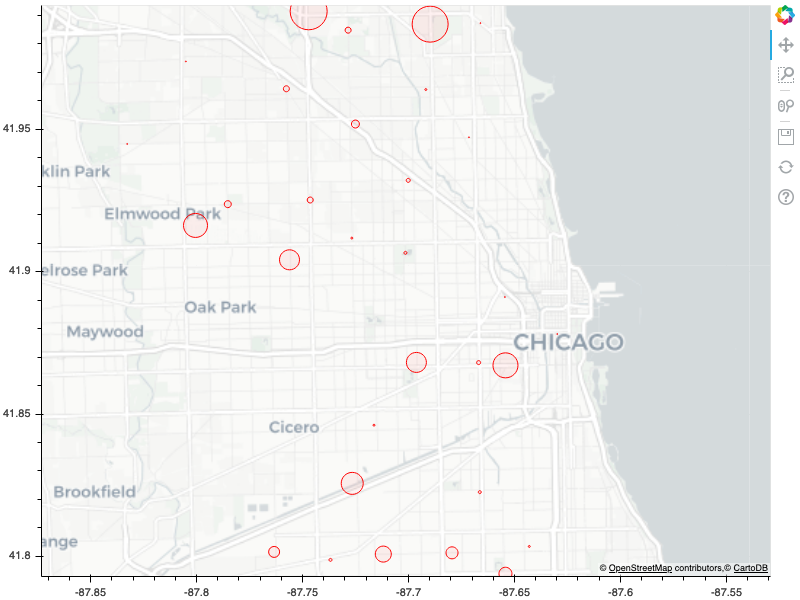 41.95
klin Park
Elmwood Park
41.9
elrose Park
Oak Park
Maywood
CHICAGO
41.85
Cicero
Brookfield
ange
41.8
© OpenStreetMap contributors,© CartoDB
-87.85
-87.8
-87.75
-87.7
-87.65
-87.6
-87.55